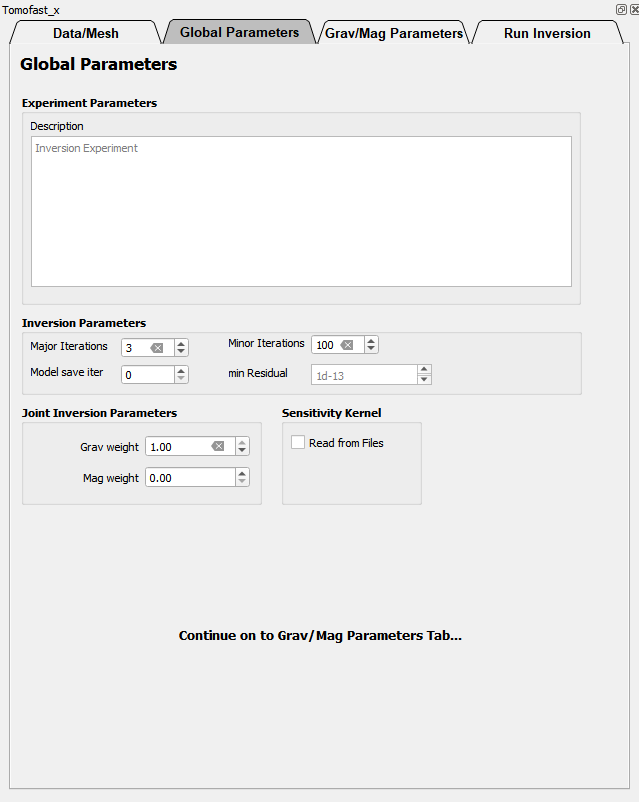 Tomofast_x
Data/Mesh
Global Parameters
Grav/Mag Parameters
Run Inversion
Global Parameters
Experiment Parameters
Description
Inversion Experiment
Inversion Parameters
Major Iterations 3
Minor Iterations 100
Model save iter 0
min Residual 1d-13
Joint Inversion Parameters
Sensitivity Kernel
Grav weight 1.00
Read from Files
Mag weight 0.00
Continue on to Grav/Mag Parameters Tab...